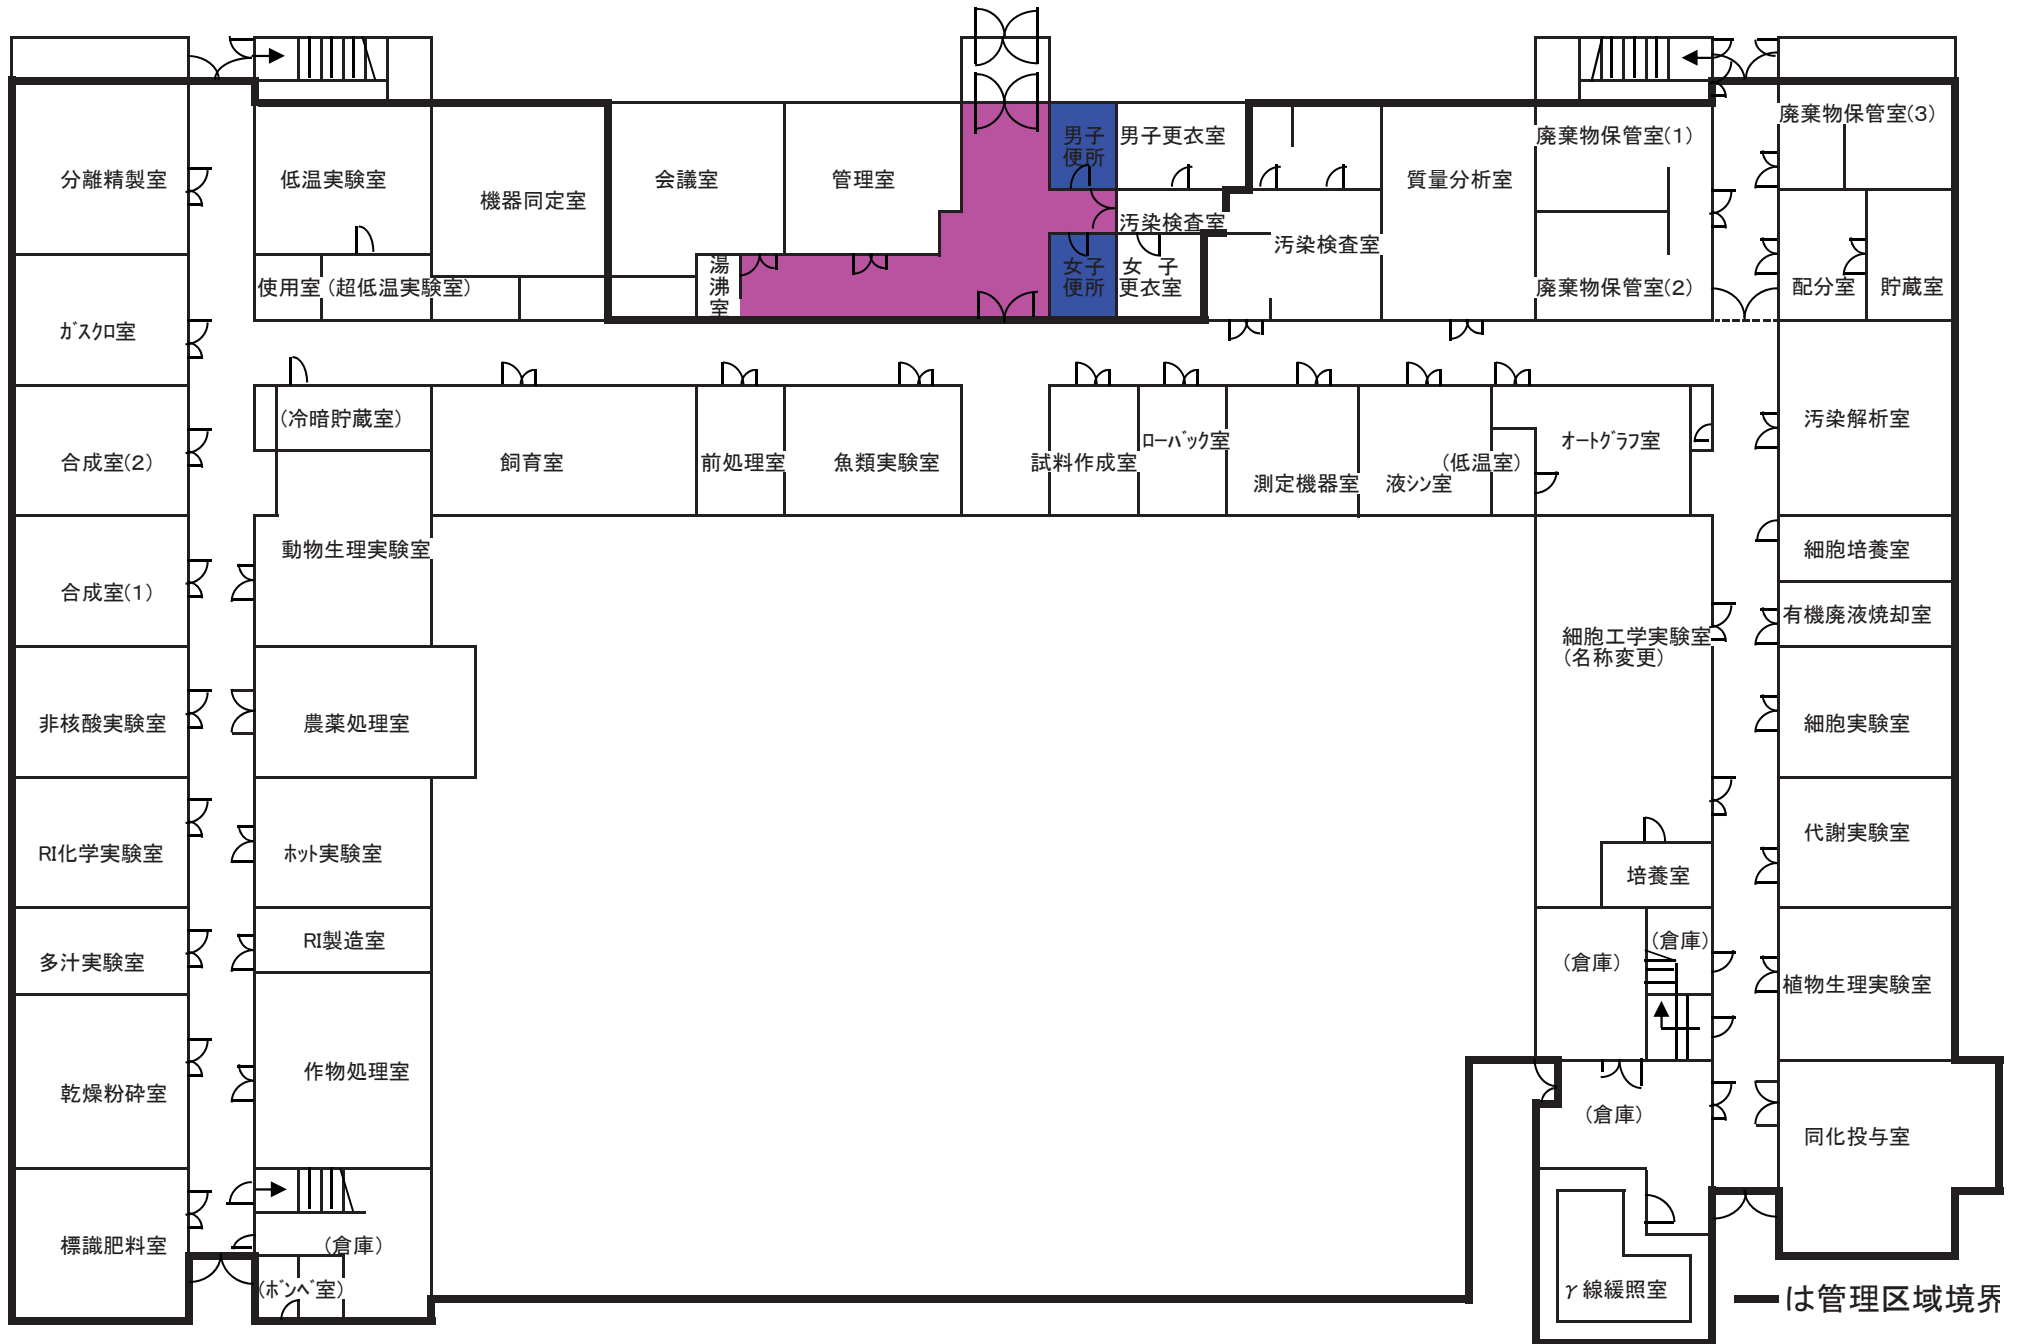 廃棄物保管室(3)
男子
便所
男子更衣室
廃棄物保管室(1)
分離精製室
低温実験室
機器同定室
会議室
管理室
質量分析室
汚染検査室
汚染検査室
湯
沸
室
女子
便所
女 子
更衣室
使用室
(超低温実験室)
廃棄物保管室(2)
配分室
貯蔵室
ガスクロ室
(冷暗貯蔵室)
合成室(2)
飼育室
前処理室
魚類実験室
試料作成室
ローバック室
測定機器室
液シン室
(低温室)
オートグラフ室
汚染解析室
動物生理実験室
細胞培養室
合成室(1)
有機廃液焼却室
細胞工学実験室
(名称変更)
非核酸実験室
農薬処理室
細胞実験室
RI化学実験室
ホット実験室
培養室
代謝実験室
多汁実験室
RI製造室
(倉庫)
(倉庫)
植物生理実験室
乾燥粉砕室
作物処理室
(倉庫)
同化投与室
標識肥料室
(倉庫)
(ボンベ室)
γ線緩照室
は管理区域境界